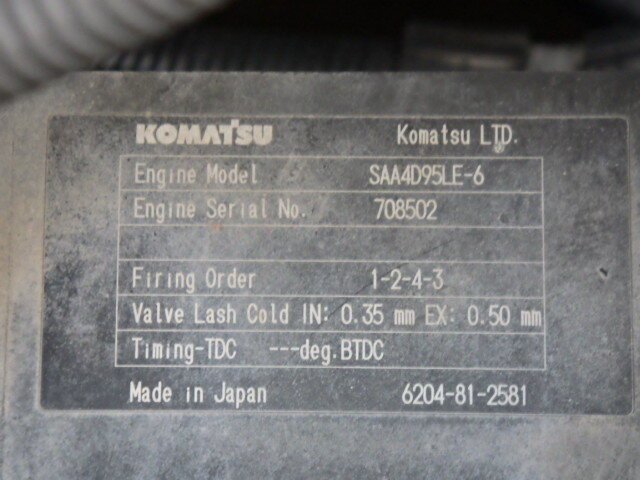 KOMATSU Komatsu LTD.
Engine Model SAA4D95LE-6
Engine Serial No. 708502
Firing Order 1-2-4-3
Valve Lash Cold IN: 0.35 mm EX: 0.50 mm
Timing-TDC ---deg.BTDC
Made in Japan 6204-81-2581